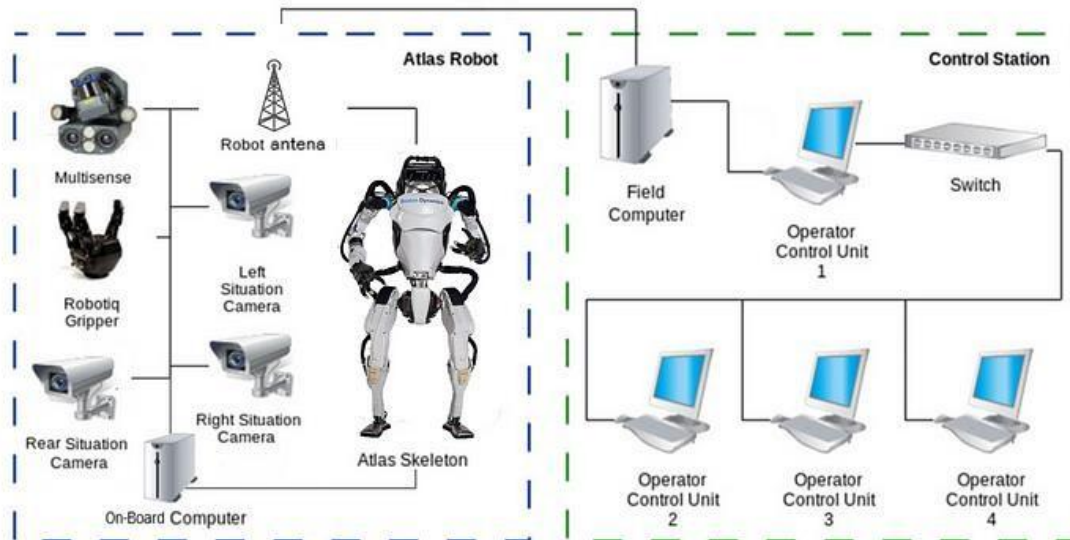 Atlas Robot
Multisense
Robot antena
Robotiq
Gripper
Left
Situation
Camera
Rear Situation
Camera
Right Situation
Camera
Atlas Skeleton
On-Board Computer
Control Station
Field
Computer
Operator
Control Unit
1
Switch
Operator
Control Unit
2
Operator
Control Unit
3
Operator
Control Unit
4